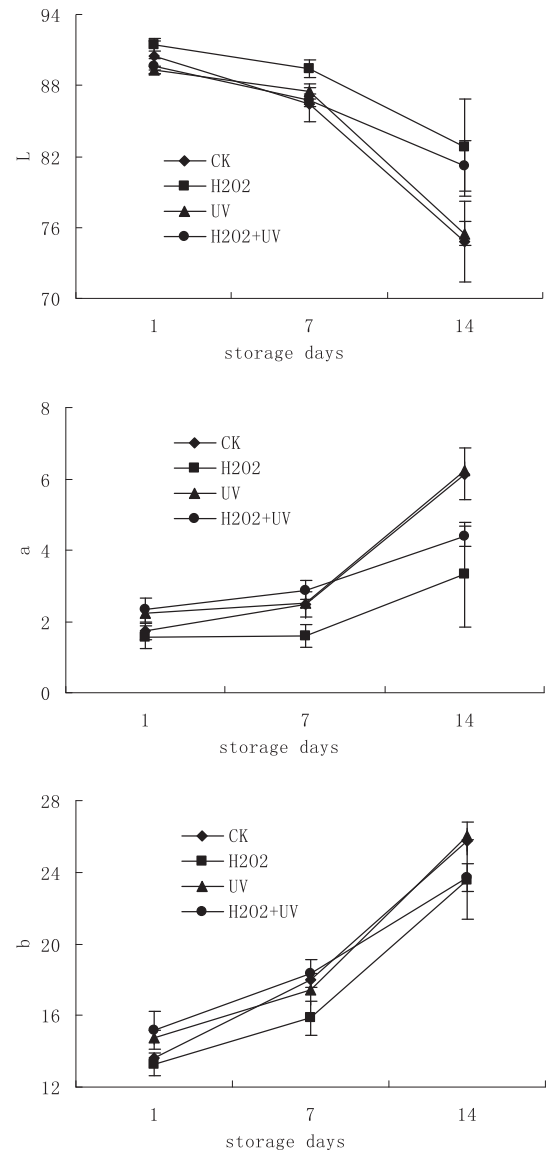 94
88
82
76
70
L
CK
H2O2
UV
H2O2+UV
1 7 14
storage days
8
6
4
2
0
a
CK
H2O2
UV
H2O2+UV
1 7 14
storage days
28
24
20
16
12
b
CK
H2O2
UV
H2O2+UV
1 7 14
storage days